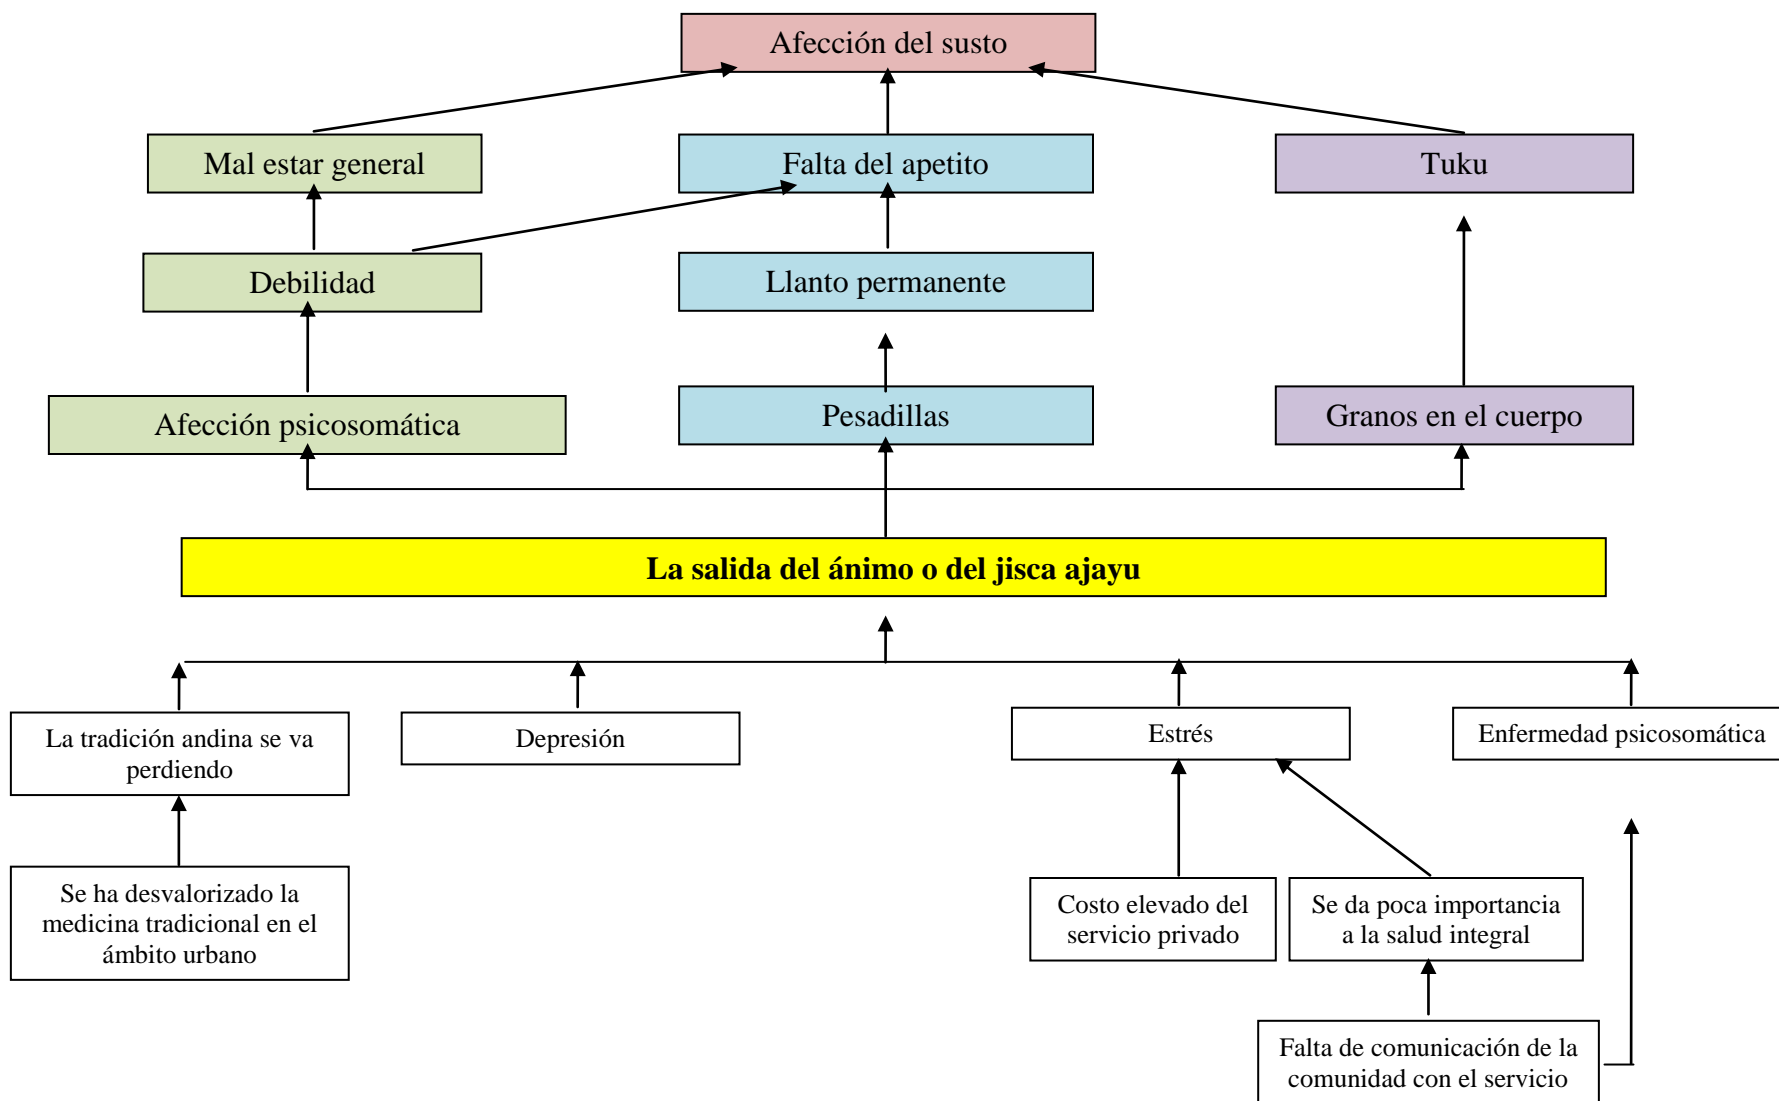 Afección del susto
Mal estar general
Falta del apetito
Tuku
Debilidad
Llanto permanente
Afección psicosomática
Pesadillas
Granos en el cuerpo
La salida del ánimo o del jisca ajayu
La tradición andina se va
perdiendo
Depresión
Estrés
Enfermedad psicosomática
Se ha desvalorizado la
medicina tradicional en el
ámbito urbano
Costo elevado del
servicio privado
Se da poca importancia
a la salud integral
Falta de comunicación de la
comunidad con el servicio